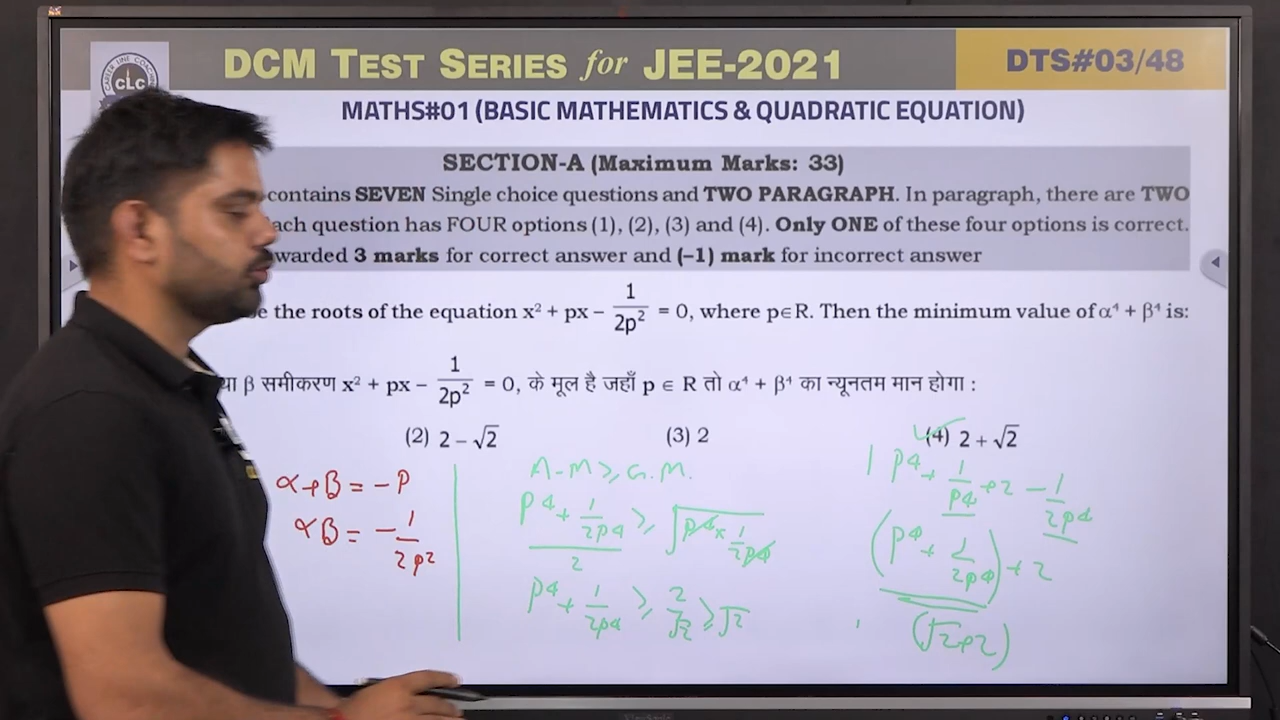 DCM TEST SERIES for JEE-2021
DTS#03/48
CLC
MATHS#01 (BASIC MATHEMATICS & QUADRATIC EQUATION)
SECTION-A (Maximum Marks: 33)
contains SEVEN Single choice questions and TWO PARAGRAPH. In paragraph, there are TWO
ach question has FOUR options (1), (2), (3) and (4). Only ONE of these four options is correct.
warded 3 marks for correct answer and (–1) mark for incorrect answer
be the roots of the equation x² + px – 1/2p² = 0, where p∈R. Then the minimum value of α⁴ + β⁴ is:
या β समीकरण x² + px – 1/2p² = 0, के मूल है जहाँ p ∈ R तो α⁴ + β⁴ का न्यूनतम मान होगा :
(2) 2 – √2 (3) 2 (4) 2 + √2
α+β = -P
αβ = -1/2p²
A-M ≥ G.M.
(P⁴ + 1/2p⁴)/2 ≥ √(p⁴ × 1/2p⁴)
P⁴ + 1/2p⁴ ≥ 2/√2 ≥ √2
P⁴ + 1/p⁴ + 2 - 1/2p⁴
(P⁴ + 1/2p⁴) + 2
(√2+2)